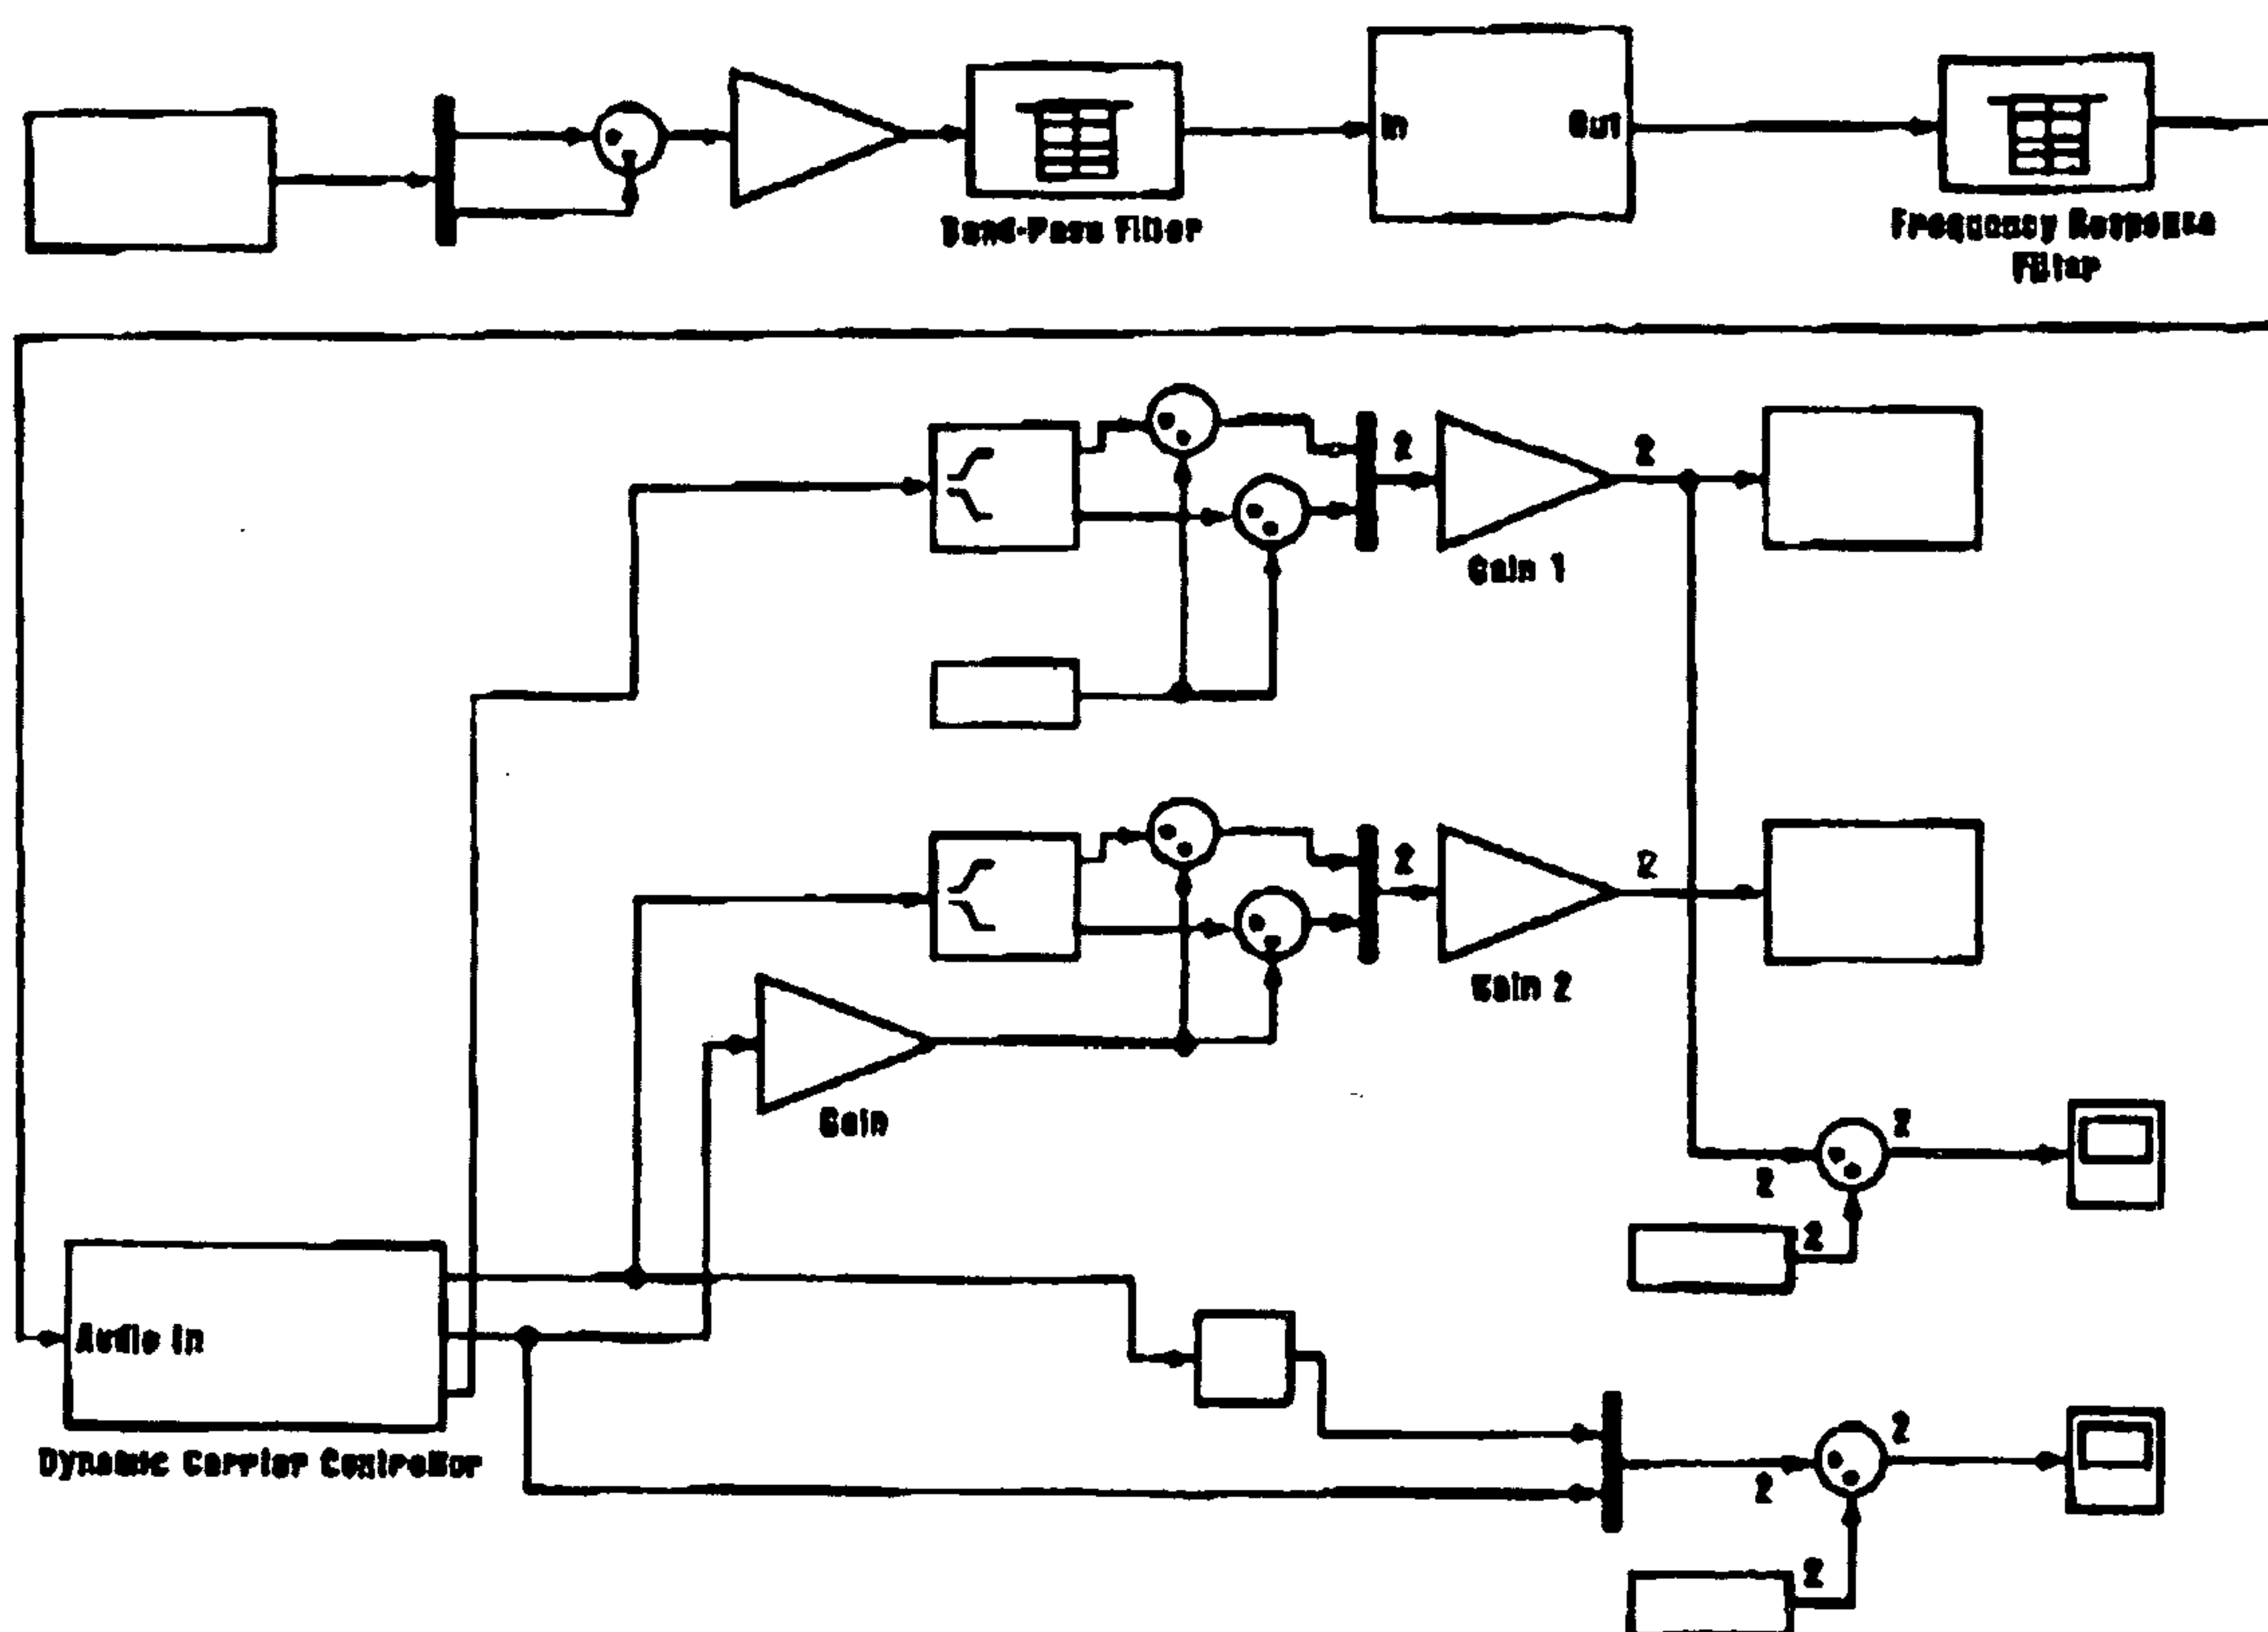 In
Out
Band-Pass Filter
Frequency Response
Filter
2
2
Gain 1
2
2
Gain 2
Gain
2
2
2
Audio In
Dynamic Carrier Controller
2
2
2